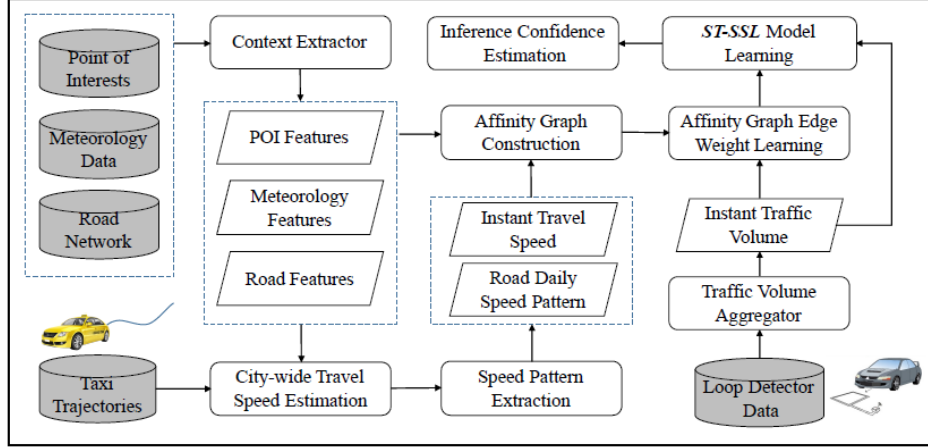 Point of
Interests
Meteorology
Data
Road
Network
Context Extractor
POI Features
Meteorology
Features
Road Features
Inference Confidence
Estimation
ST-SSL Model
Learning
Affinity Graph
Construction
Affinity Graph Edge
Weight Learning
Instant Travel
Speed
Road Daily
Speed Pattern
Instant Traffic
Volume
Traffic Volume
Aggregator
Taxi
Trajectories
City-wide Travel
Speed Estimation
Speed Pattern
Extraction
Loop Detector
Data